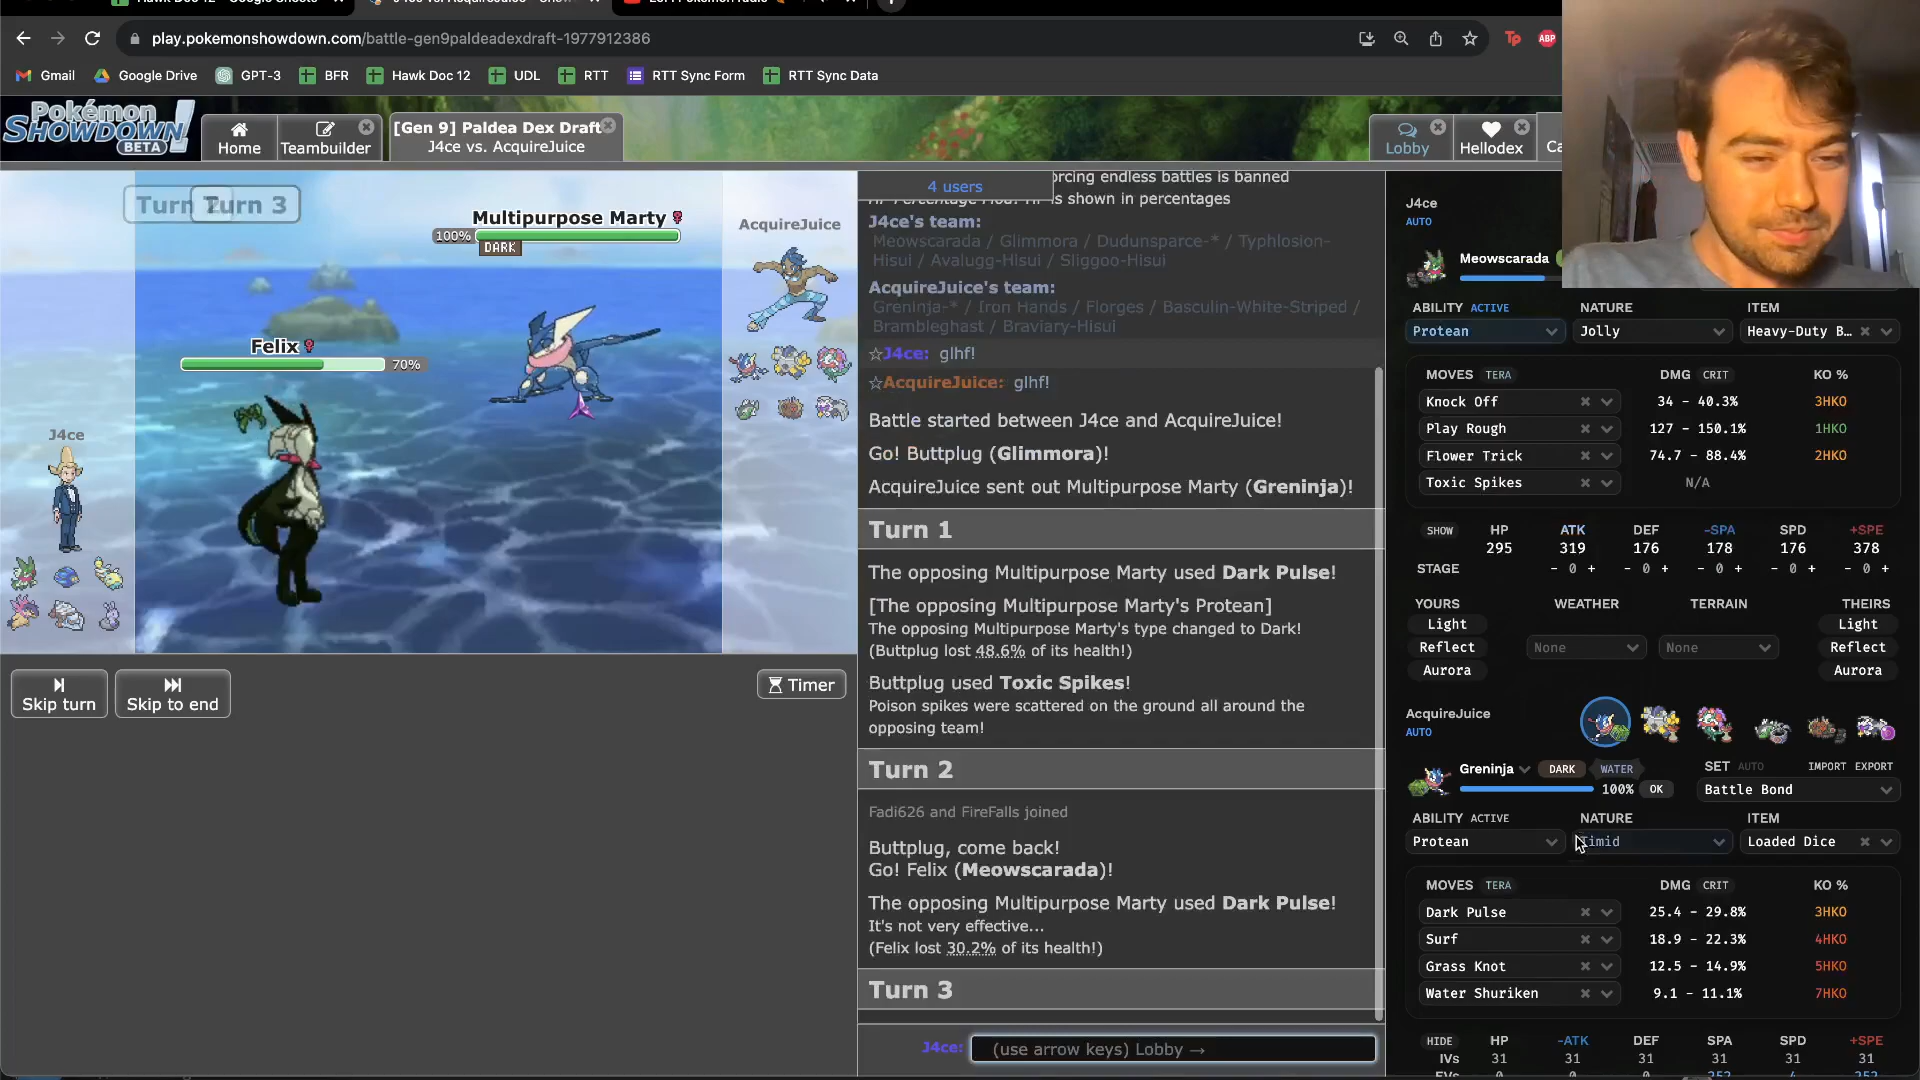 play.pokemonshowdown.com/battle-gen9paldeadexdraft-1977912386
Gmail
Google Drive
GPT-3
BFR
Hawk Doc 12
UDL
RTT
RTT Sync Form
RTT Sync Data
Pokémon
SHOWDOWN!
BETA
Home
Teambuilder
[Gen 9] Paldea Dex Draft
J4ce vs. AcquireJuice
Lobby
Hellodex
Turn 3
Multipurpose Marty
100%
DARK
Felix
70%
AcquireJuice
J4ce
Skip turn
Skip to end
Timer
4 users
orcing endless battles is banned
is shown in percentages
J4ce's team:
Meowscarada / Glimmora / Dudunsparce-* / Typhlosion-
Hisui / Avalugg-Hisui / Sliggoo-Hisui
AcquireJuice's team:
Greninja-* / Iron Hands / Florges / Basculin-White-Striped /
Brambleghast / Braviary-Hisui
☆J4ce: glhf!
☆AcquireJuice: glhf!
Battle started between J4ce and AcquireJuice!
Go! Buttplug (Glimmora)!
AcquireJuice sent out Multipurpose Marty (Greninja)!
Turn 1
The opposing Multipurpose Marty used Dark Pulse!
[The opposing Multipurpose Marty's Protean]
The opposing Multipurpose Marty's type changed to Dark!
(Buttplug lost 48.6% of its health!)
Buttplug used Toxic Spikes!
Poison spikes were scattered on the ground all around the
opposing team!
Turn 2
Fadi626 and FireFalls joined
Buttplug, come back!
Go! Felix (Meowscarada)!
The opposing Multipurpose Marty used Dark Pulse!
It's not very effective...
(Felix lost 30.2% of its health!)
Turn 3
J4ce: (use arrow keys) Lobby →
J4ce
AUTO
Meowscarada
ABILITY ACTIVE NATURE ITEM
Protean Jolly Heavy-Duty B…
MOVES TERA DMG CRIT KO %
Knock Off 34 - 40.3% 3HKO
Play Rough 127 - 150.1% 1HKO
Flower Trick 74.7 - 88.4% 2HKO
Toxic Spikes N/A
SHOW HP ATK DEF -SPA SPD +SPE
295 319 176 178 176 378
STAGE - 0 + - 0 + - 0 + - 0 + - 0 +
YOURS WEATHER TERRAIN THEIRS
Light Light
Reflect None None Reflect
Aurora Aurora
AcquireJuice
AUTO
Greninja DARK WATER SET AUTO IMPORT EXPORT
100% OK Battle Bond
ABILITY ACTIVE NATURE ITEM
Protean Timid Loaded Dice
MOVES TERA DMG CRIT KO %
Dark Pulse 25.4 - 29.8% 3HKO
Surf 18.9 - 22.3% 4HKO
Grass Knot 12.5 - 14.9% 5HKO
Water Shuriken 9.1 - 11.1% 7HKO
HIDE HP -ATK DEF SPA SPD +SPE
IVs 31 31 31 31 31 31